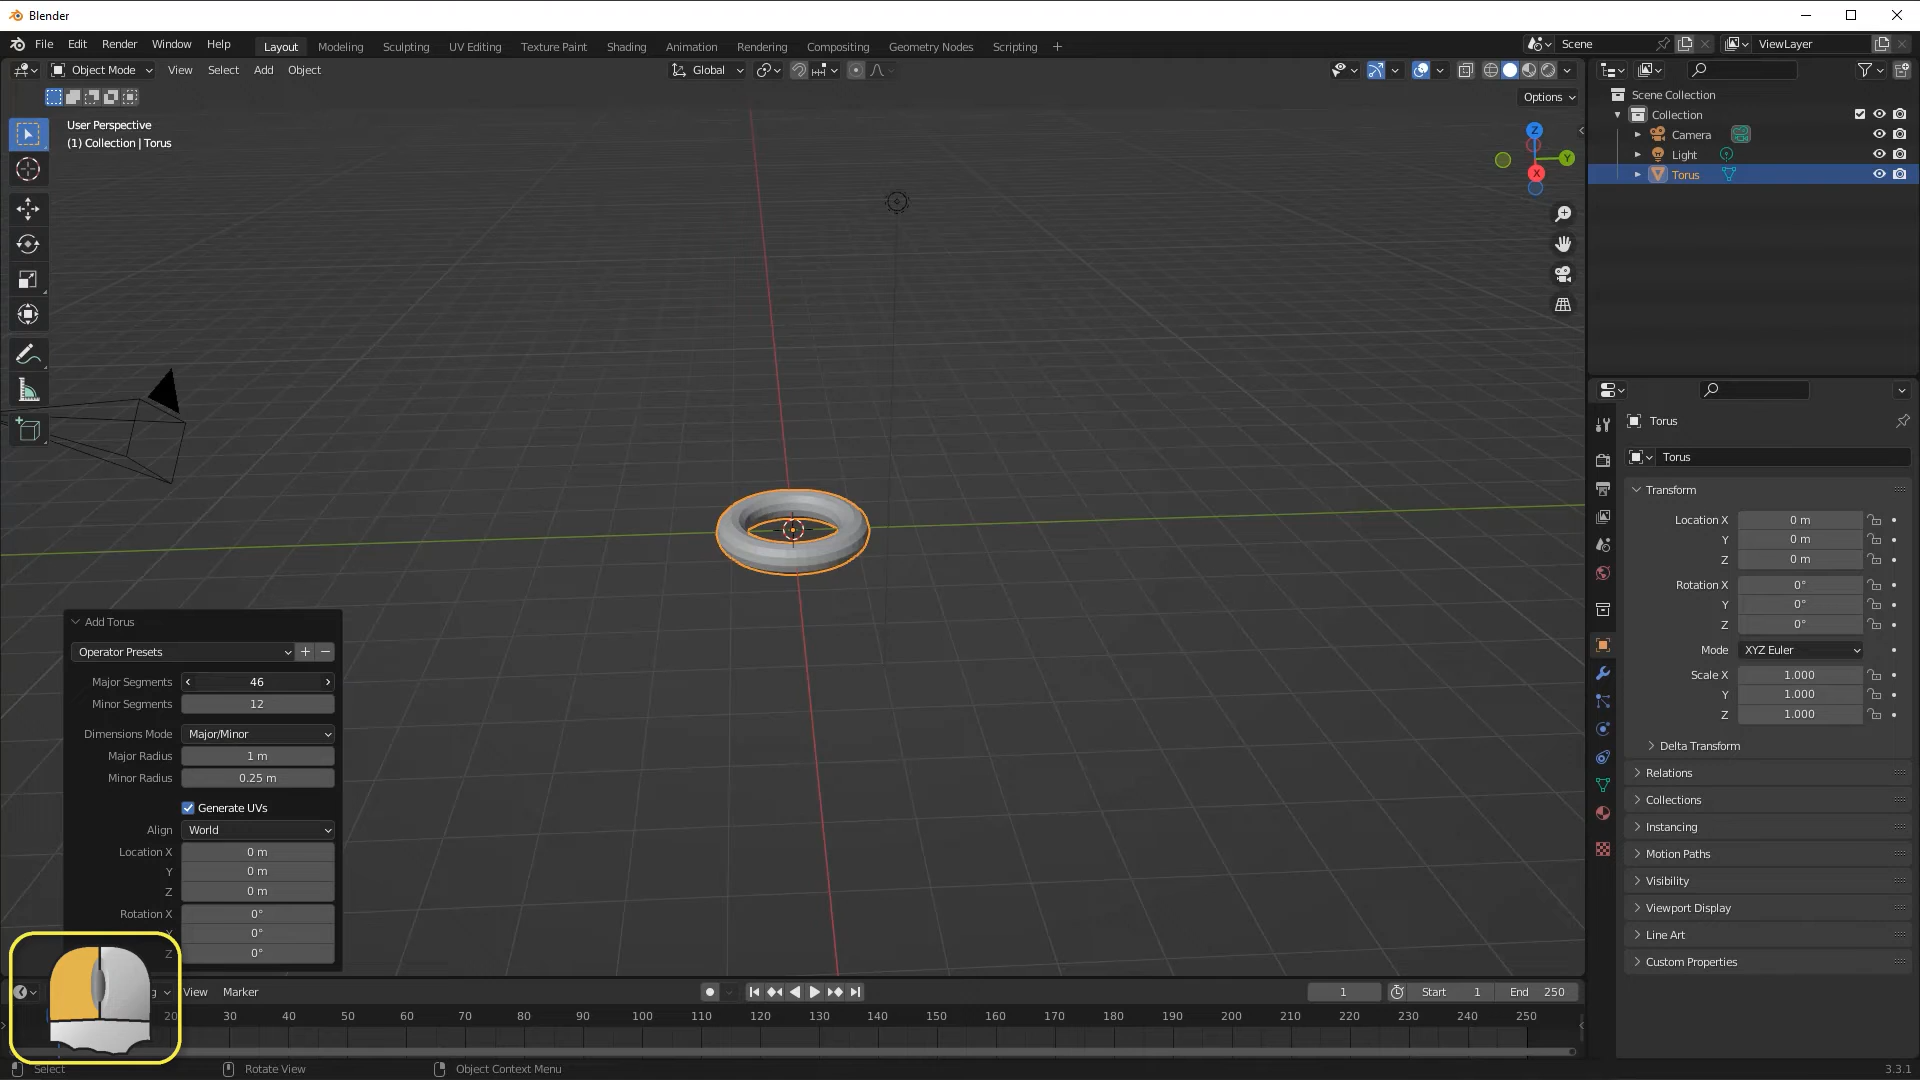 Blender
File Edit Render Window Help Layout Modeling Sculpting UV Editing Texture Paint Shading Animation Rendering Compositing Geometry Nodes Scripting + Scene ViewLayer
Object Mode View Select Add Object Global
Options
User Perspective
(1) Collection | Torus
Z
Y
X
Scene Collection
Collection
Camera
Light
Torus
Torus
Torus
Transform
Location X 0 m
Y 0 m
Z 0 m
Rotation X 0°
Y 0°
Z 0°
Mode XYZ Euler
Scale X 1.000
Y 1.000
Z 1.000
Delta Transform
Relations
Collections
Instancing
Motion Paths
Visibility
Viewport Display
Line Art
Custom Properties
Add Torus
Operator Presets
Major Segments 46
Minor Segments 12
Dimensions Mode Major/Minor
Major Radius 1 m
Minor Radius 0.25 m
Generate UVs
Align World
Location X 0 m
Y 0 m
Z 0 m
Rotation X 0°
Y 0°
Z 0°
View Marker 1 Start 1 End 250
20 30 40 50 60 70 80 90 100 110 120 130 140 150 160 170 180 190 200 210 220 230 240 250
Select Rotate View Object Context Menu 3.3.1